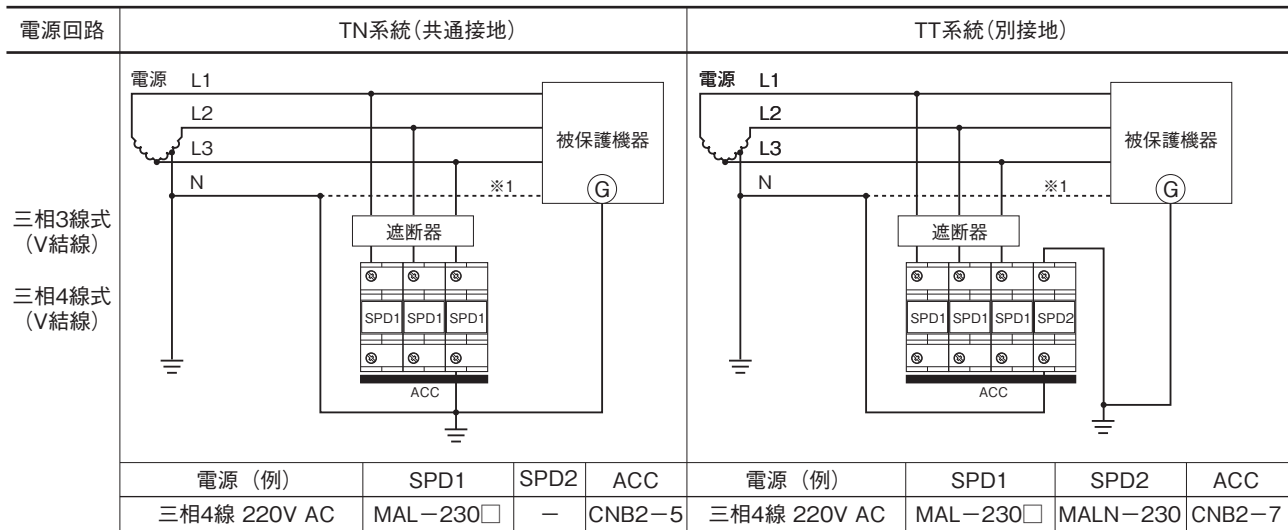 電源回路
TN系統（共通接地）
TT系統（別接地）
三相3線式
（V結線）
三相4線式
（V結線）
電源 L1
L2
L3
N
※1
被保護機器
G
遮断器
SPD1 SPD1 SPD1
ACC
電源 L1
L2
L3
N
※1
被保護機器
G
遮断器
SPD1 SPD1 SPD1 SPD2
ACC
電源（例） SPD1 SPD2 ACC 電源（例） SPD1 SPD2 ACC
三相4線 220V AC MAL−230□ − CNB2−5 三相4線 220V AC MAL−230□ MALN−230 CNB2−7